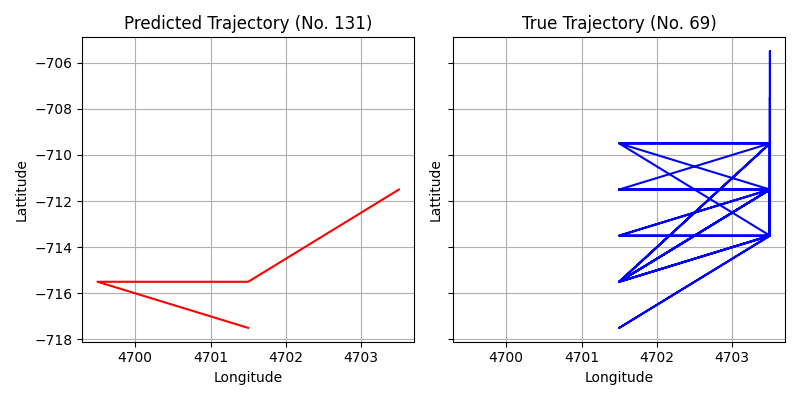 Predicted Trajectory (No. 131)
True Trajectory (No. 69)
Lattitude
−706
−708
−710
−712
−714
−716
−718
4700
4701
4702
4703
Longitude
Lattitude
4700
4701
4702
4703
Longitude